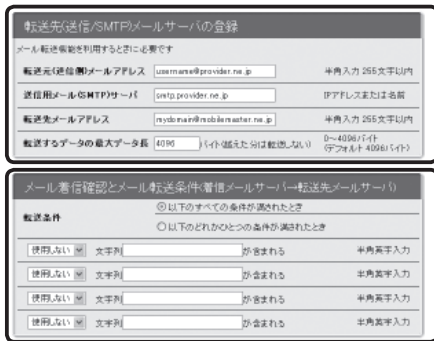 転送先(送信/SMTP)メールサーバの登録
メール転送機能を利用するときに必要です
転送元(送信側)メールアドレス username@provider.ne.jp 半角入力 255文字以内
送信用メール(SMTP)サーバ smtp.provider.ne.jp IPアドレスまたは名前
転送先メールアドレス mydomain@mobilemaster.ne.jp 半角入力 255文字以内
転送するデータの最大データ長 4096 バイト(越えた分は転送しない) 0~4096バイト
(デフォルト 4096バイト)
メール着信確認とメール転送条件(着信メールサーバ→転送先メールサーバ)
転送条件 以下のすべての条件が満されたとき
以下のどれかひとつの条件が満されたとき
使用しない 文字列 が含まれる 半角英字入力
使用しない 文字列 が含まれる 半角英字入力
使用しない 文字列 が含まれる 半角英字入力
使用しない 文字列 が含まれる 半角英字入力